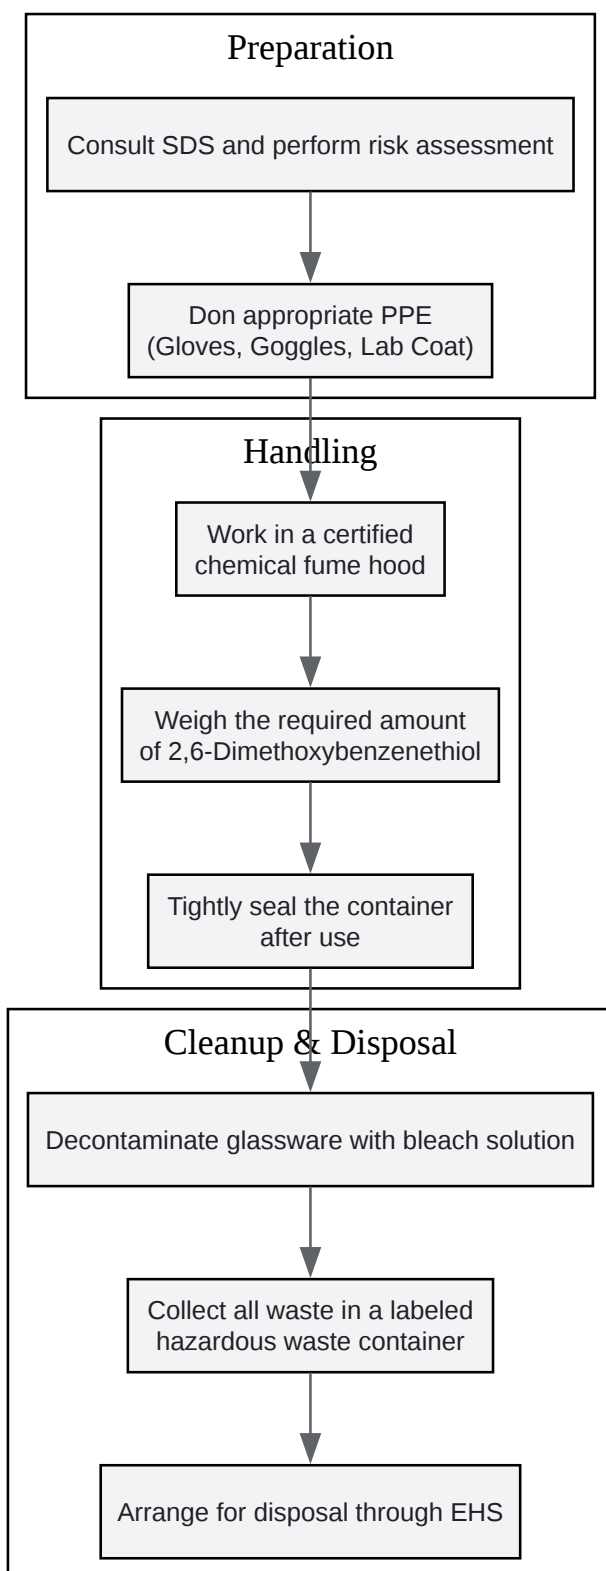 Preparation
Consult SDS and perform risk assessment
Don appropriate PPE
(Gloves, Goggles, Lab Coat)
Handling
Work in a certified
chemical fume hood
Weigh the required amount
of 2,6-Dimethoxybenzenethiol
Tightly seal the container
after use
Cleanup & Disposal
Decontaminate glassware with bleach solution
Collect all waste in a labeled
hazardous waste container
Arrange for disposal through EHS